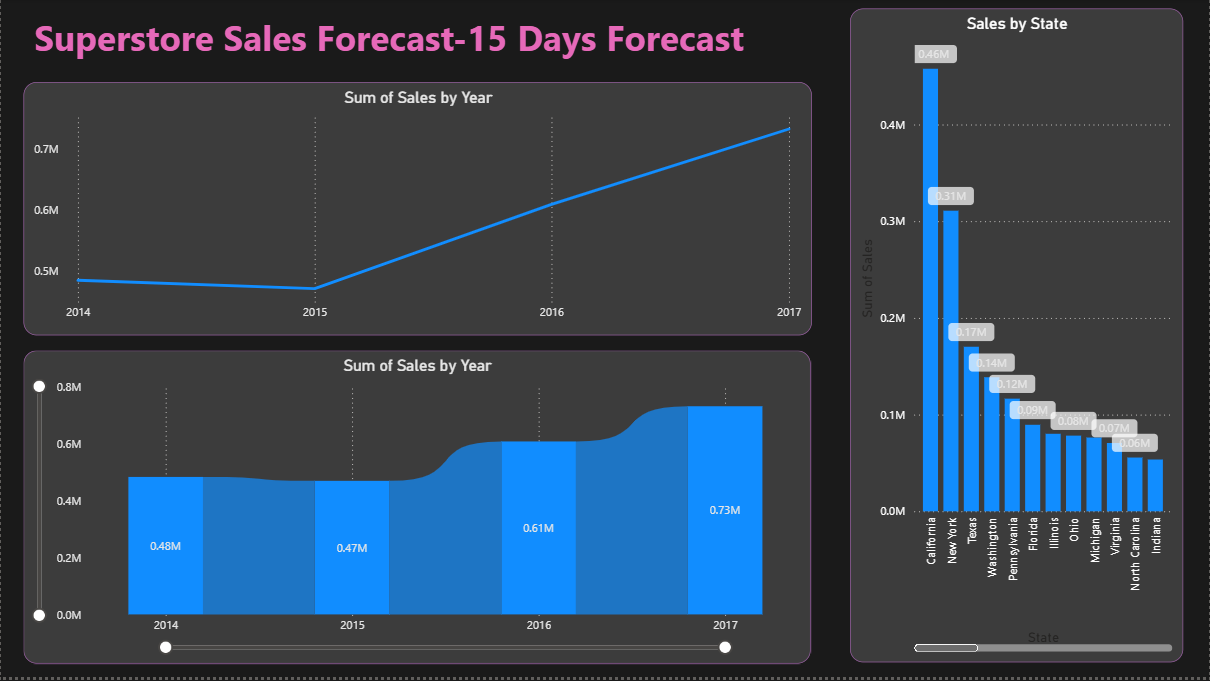 Superstore Sales Forecast-15 Days Forecast
Sum of Sales by Year
0.7M
0.6M
0.5M
2014 2015 2016 2017
Sum of Sales by Year
0.8M
0.6M
0.4M
0.2M
0.0M
0.48M
0.47M
0.61M
0.73M
2014 2015 2016 2017
Sales by State
Sum of Sales
0.4M
0.3M
0.2M
0.1M
0.0M
0.46M
0.31M
0.17M
0.14M
0.12M
0.09M
0.08M
0.07M
0.06M
California
New York
Texas
Washington
Pennsylvania
Florida
Illinois
Ohio
Michigan
Virginia
North Carolina
Indiana
State